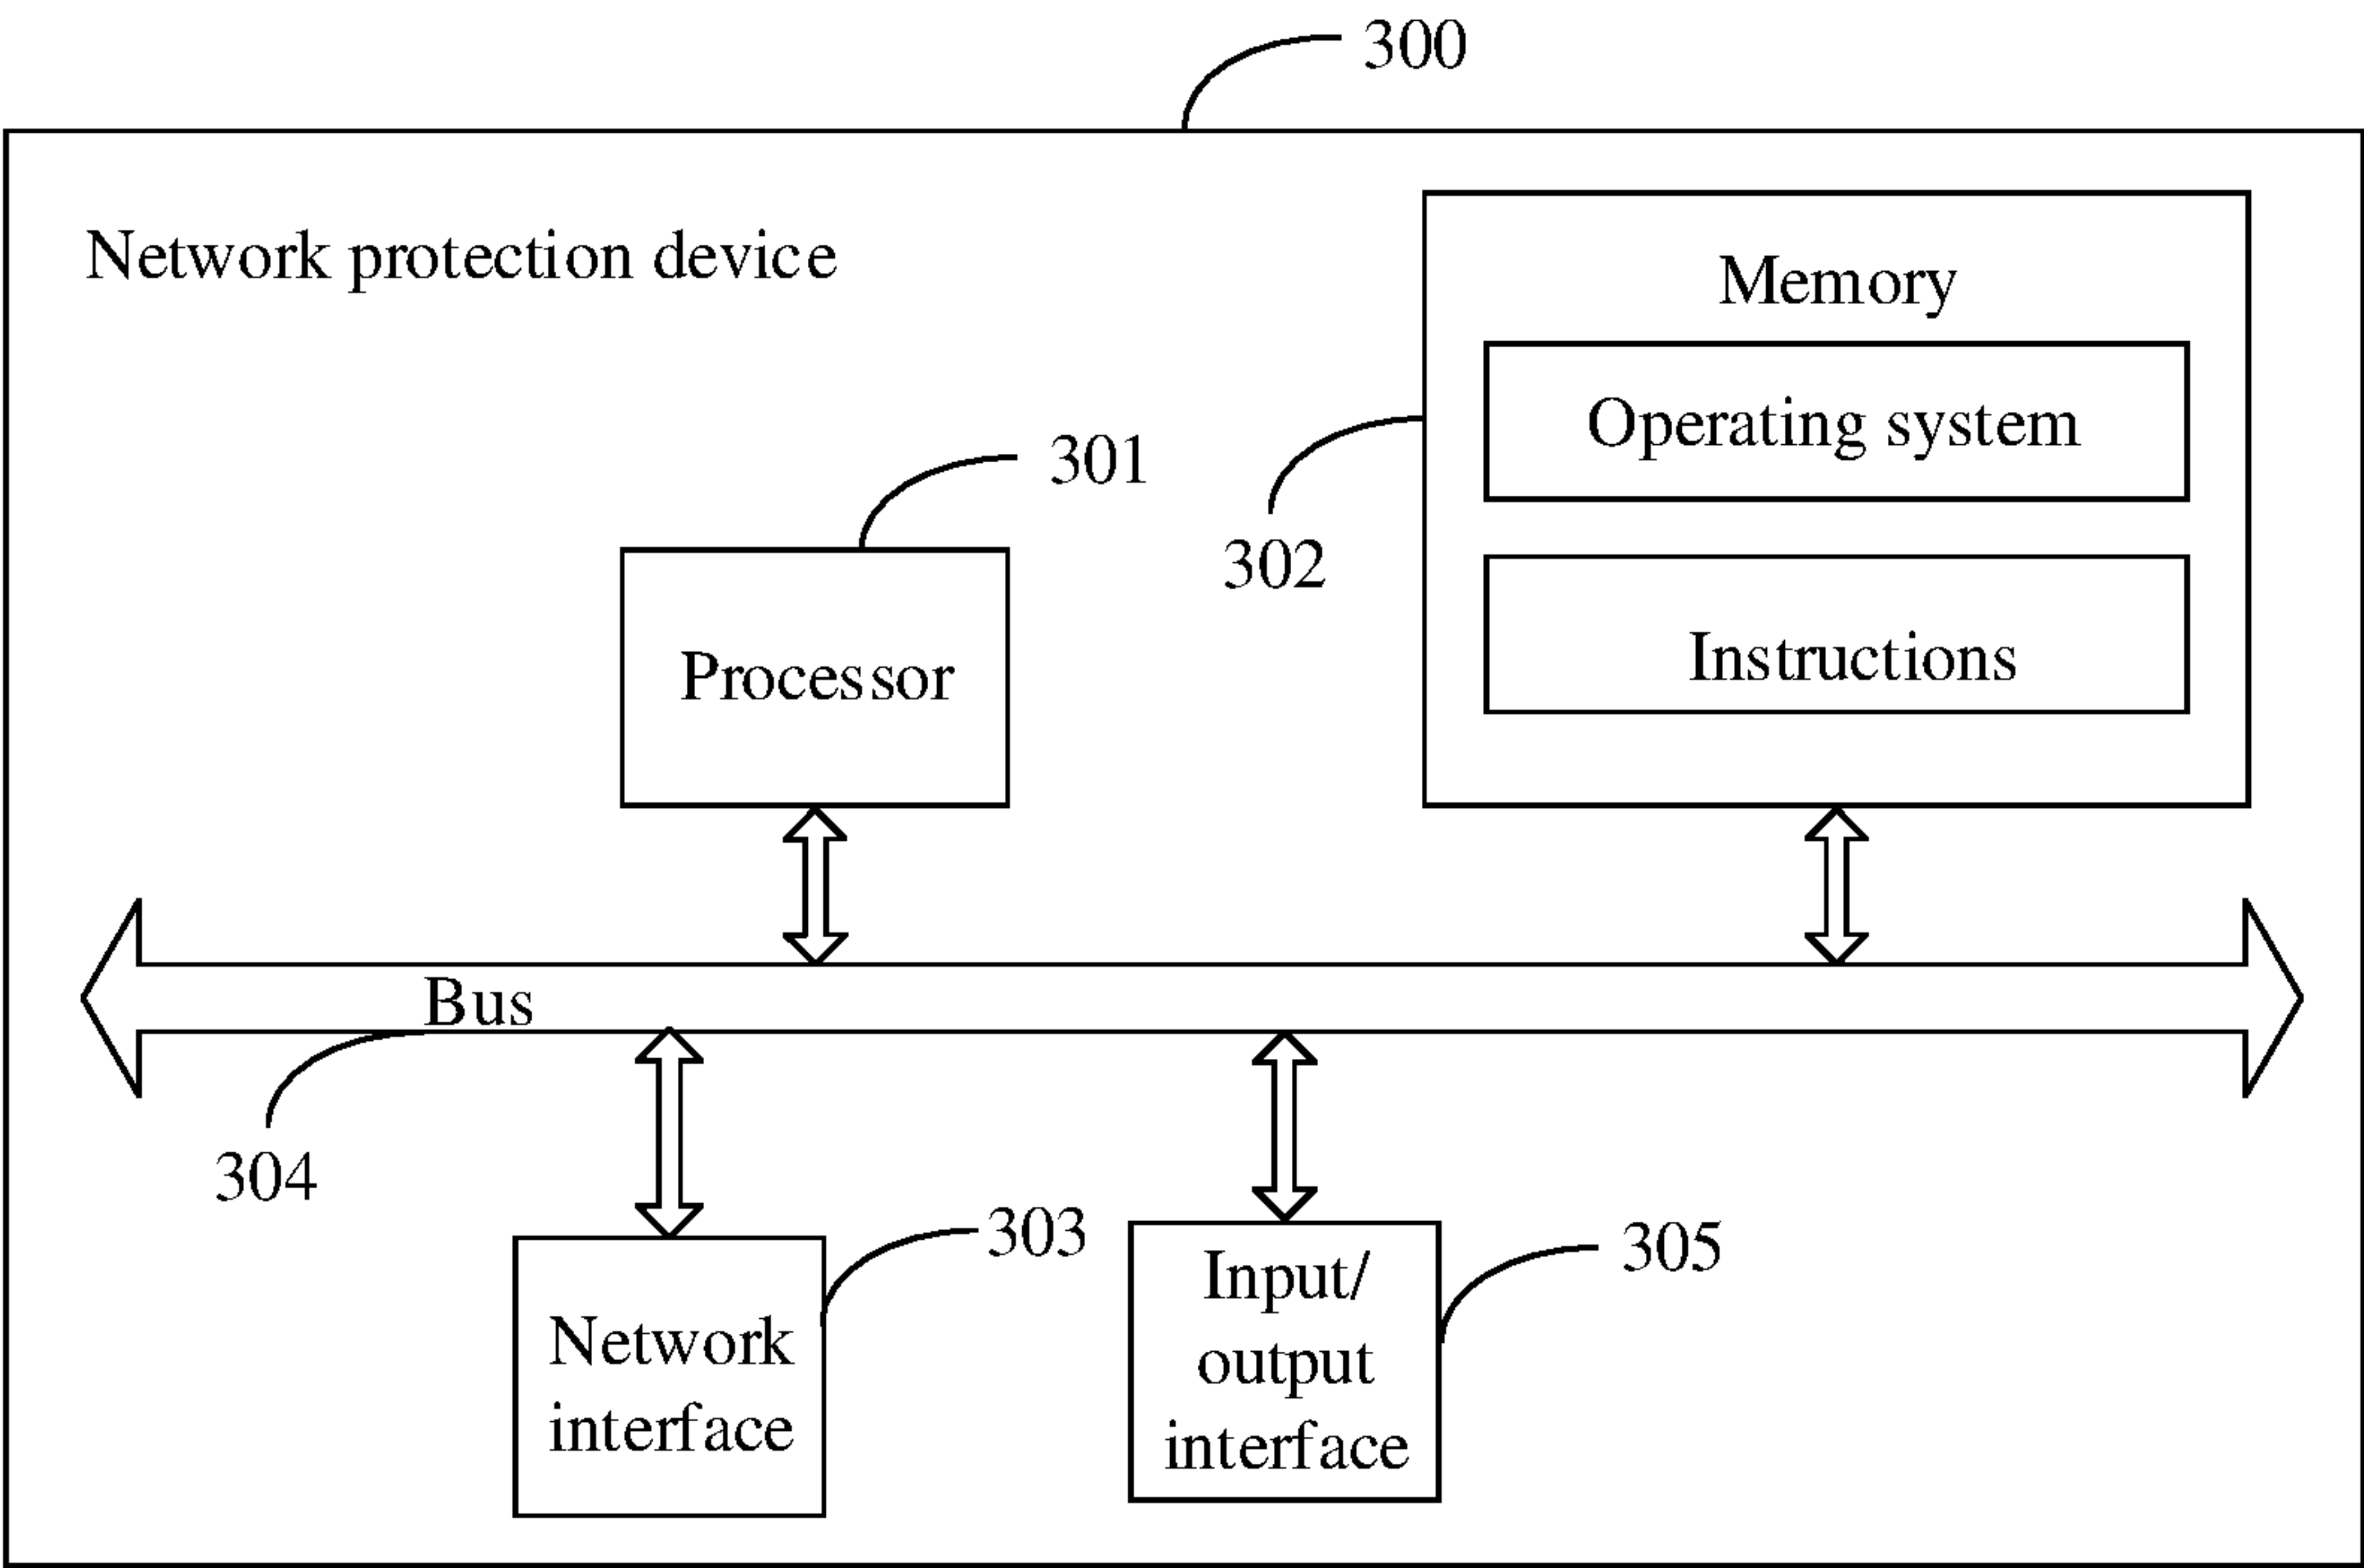 300
Network protection device
Memory
Operating system
301
302
Instructions
Processor
Bus
304
303
305
Network
interface
Input/
output
interface